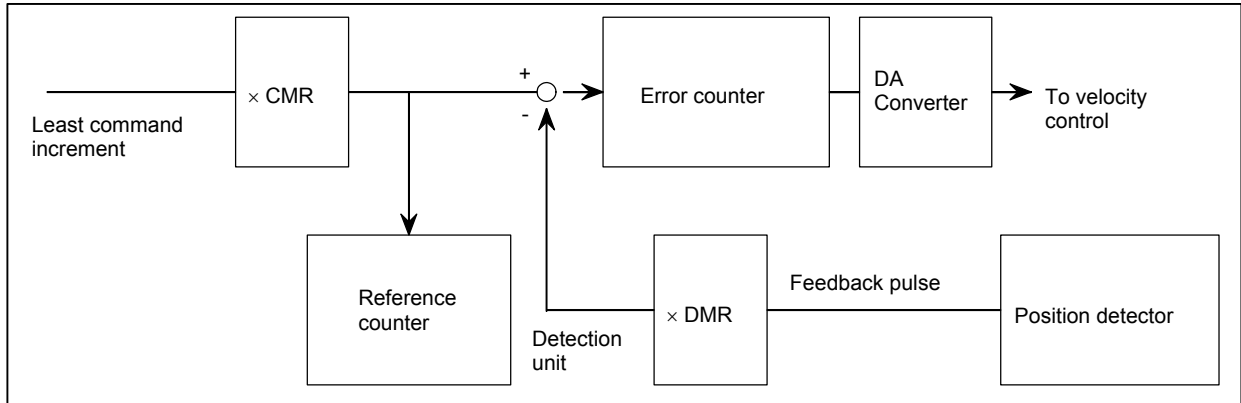 Least command
increment
× CMR
+
-
Error counter
DA
Converter
To velocity
control
Reference
counter
Detection
unit
× DMR
Feedback pulse
Position detector